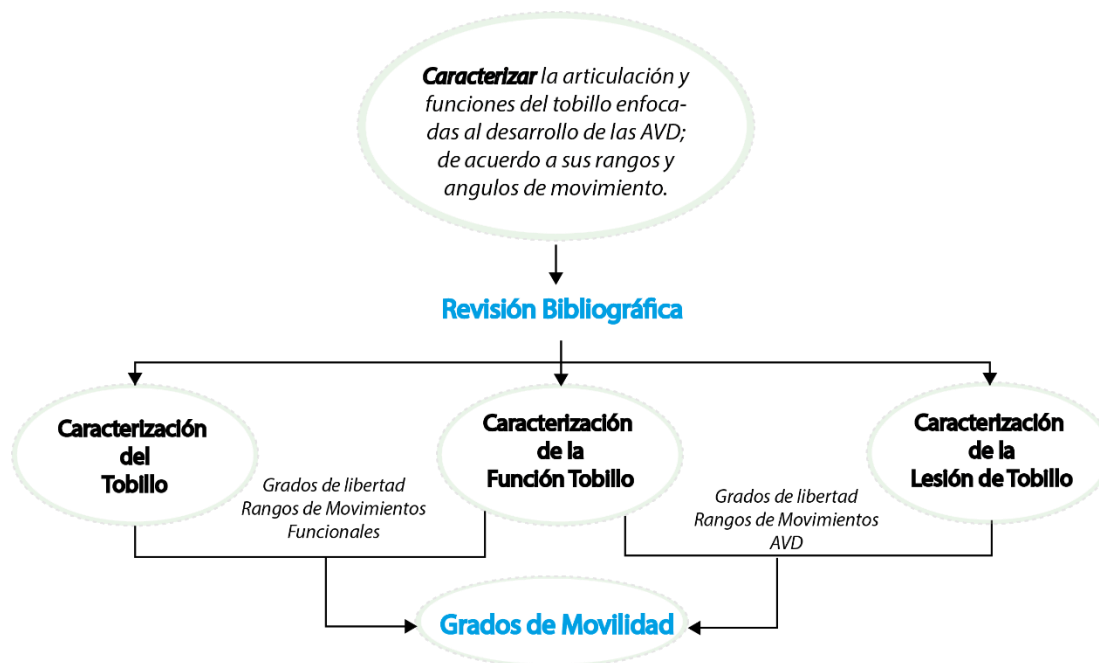 Caracterizar la articulación y
funciones del tobillo enfoca-
das al desarrollo de las AVD;
de acuerdo a sus rangos y
angulos de movimiento.
Revisión Bibliográfica
Caracterización
del
Tobillo
Caracterización
de la
Función Tobillo
Caracterización
de la
Lesión de Tobillo
Grados de libertad
Rangos de Movimientos
Funcionales
Grados de libertad
Rangos de Movimientos
AVD
Grados de Movilidad